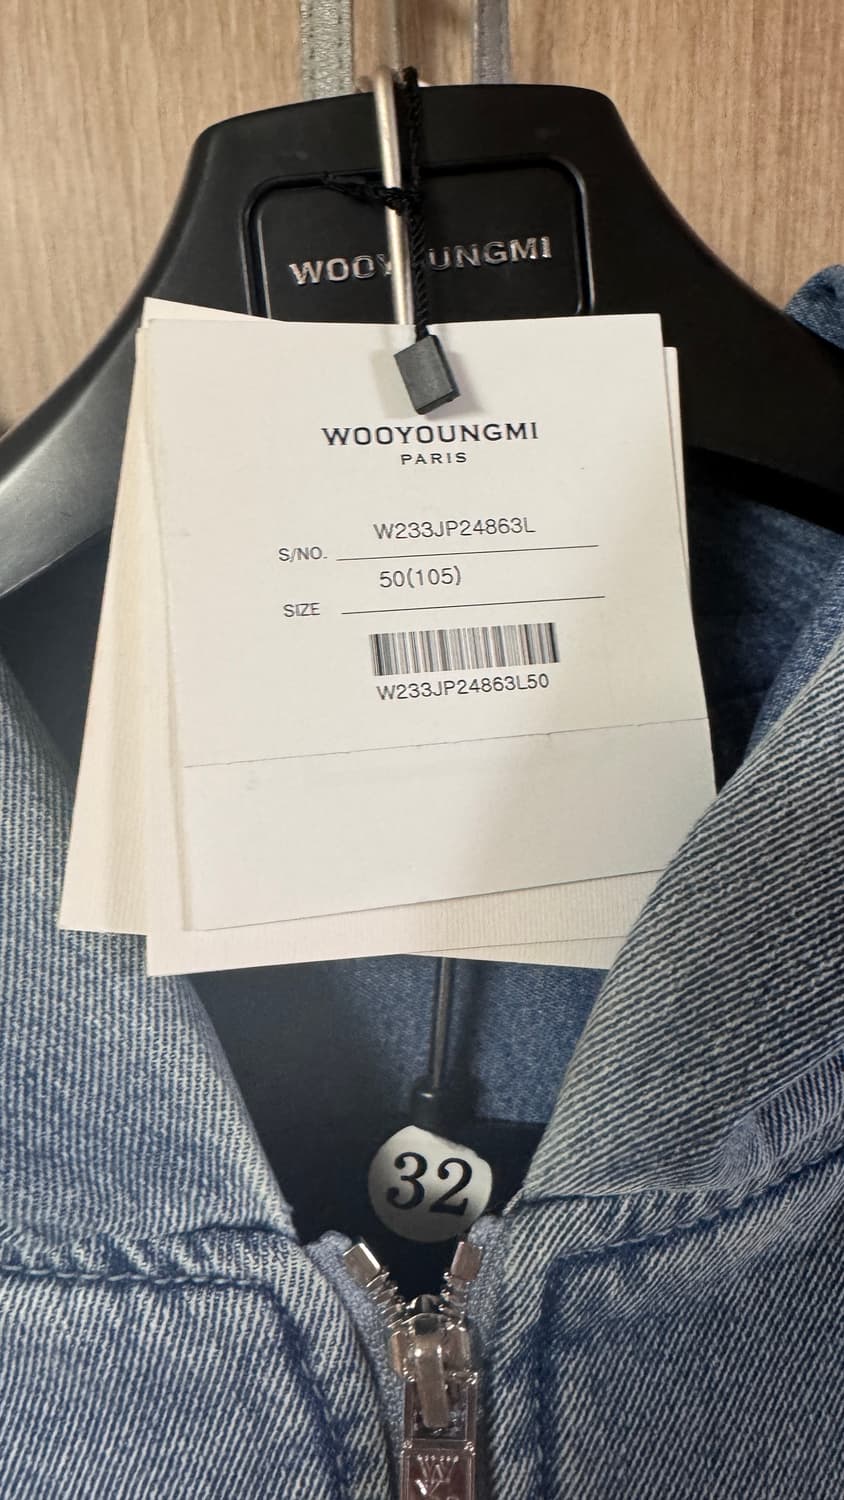 WOOYOUNGMI
WOOYOUNGMI
PARIS
W233JP24863L
S/NO.
50(105)
SIZE
W233JP24863L50
32
W